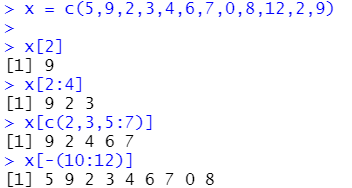 > x = c(5,9,2,3,4,6,7,0,8,12,2,9)
>
> x[2]
[1] 9
> x[2:4]
[1] 9 2 3
> x[c(2,3,5:7)]
[1] 9 2 4 6 7
> x[-(10:12)]
[1] 5 9 2 3 4 6 7 0 8